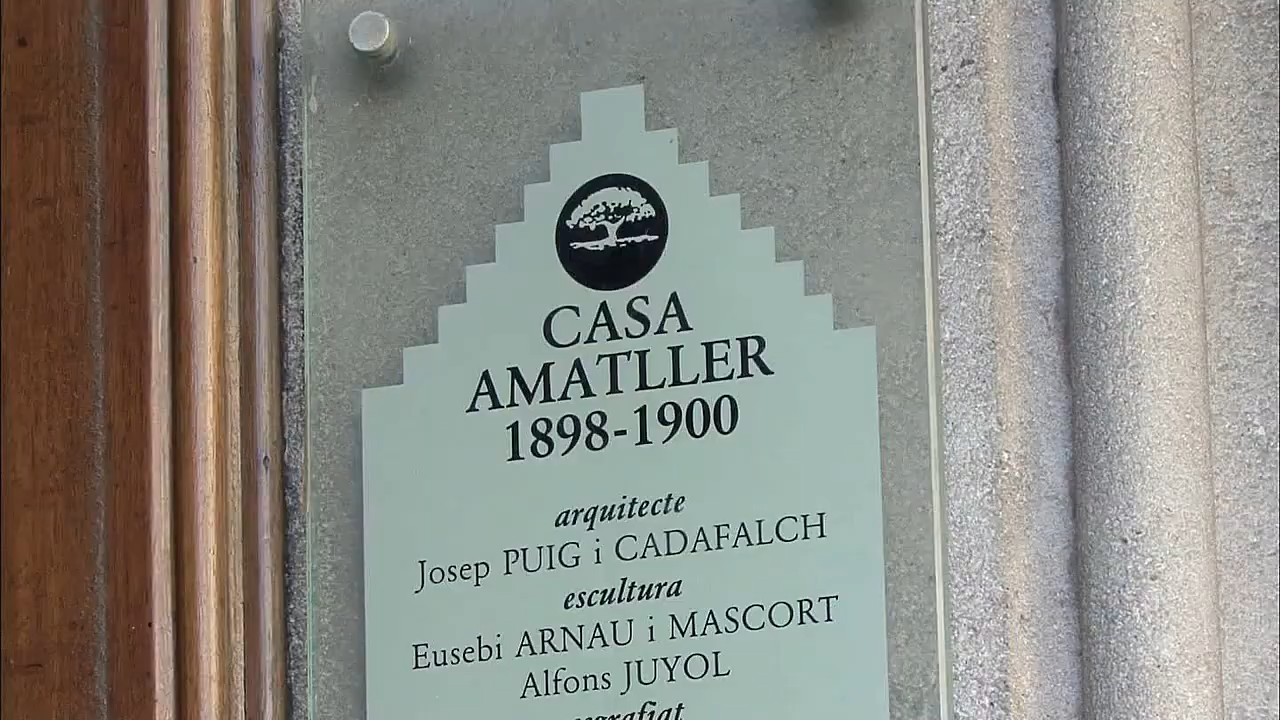 CASA
AMATLLER
1898-1900
arquitecte
Josep PUIG i CADAFALCH
escultura
Eusebi ARNAU i MASCORT
Alfons JUYOL